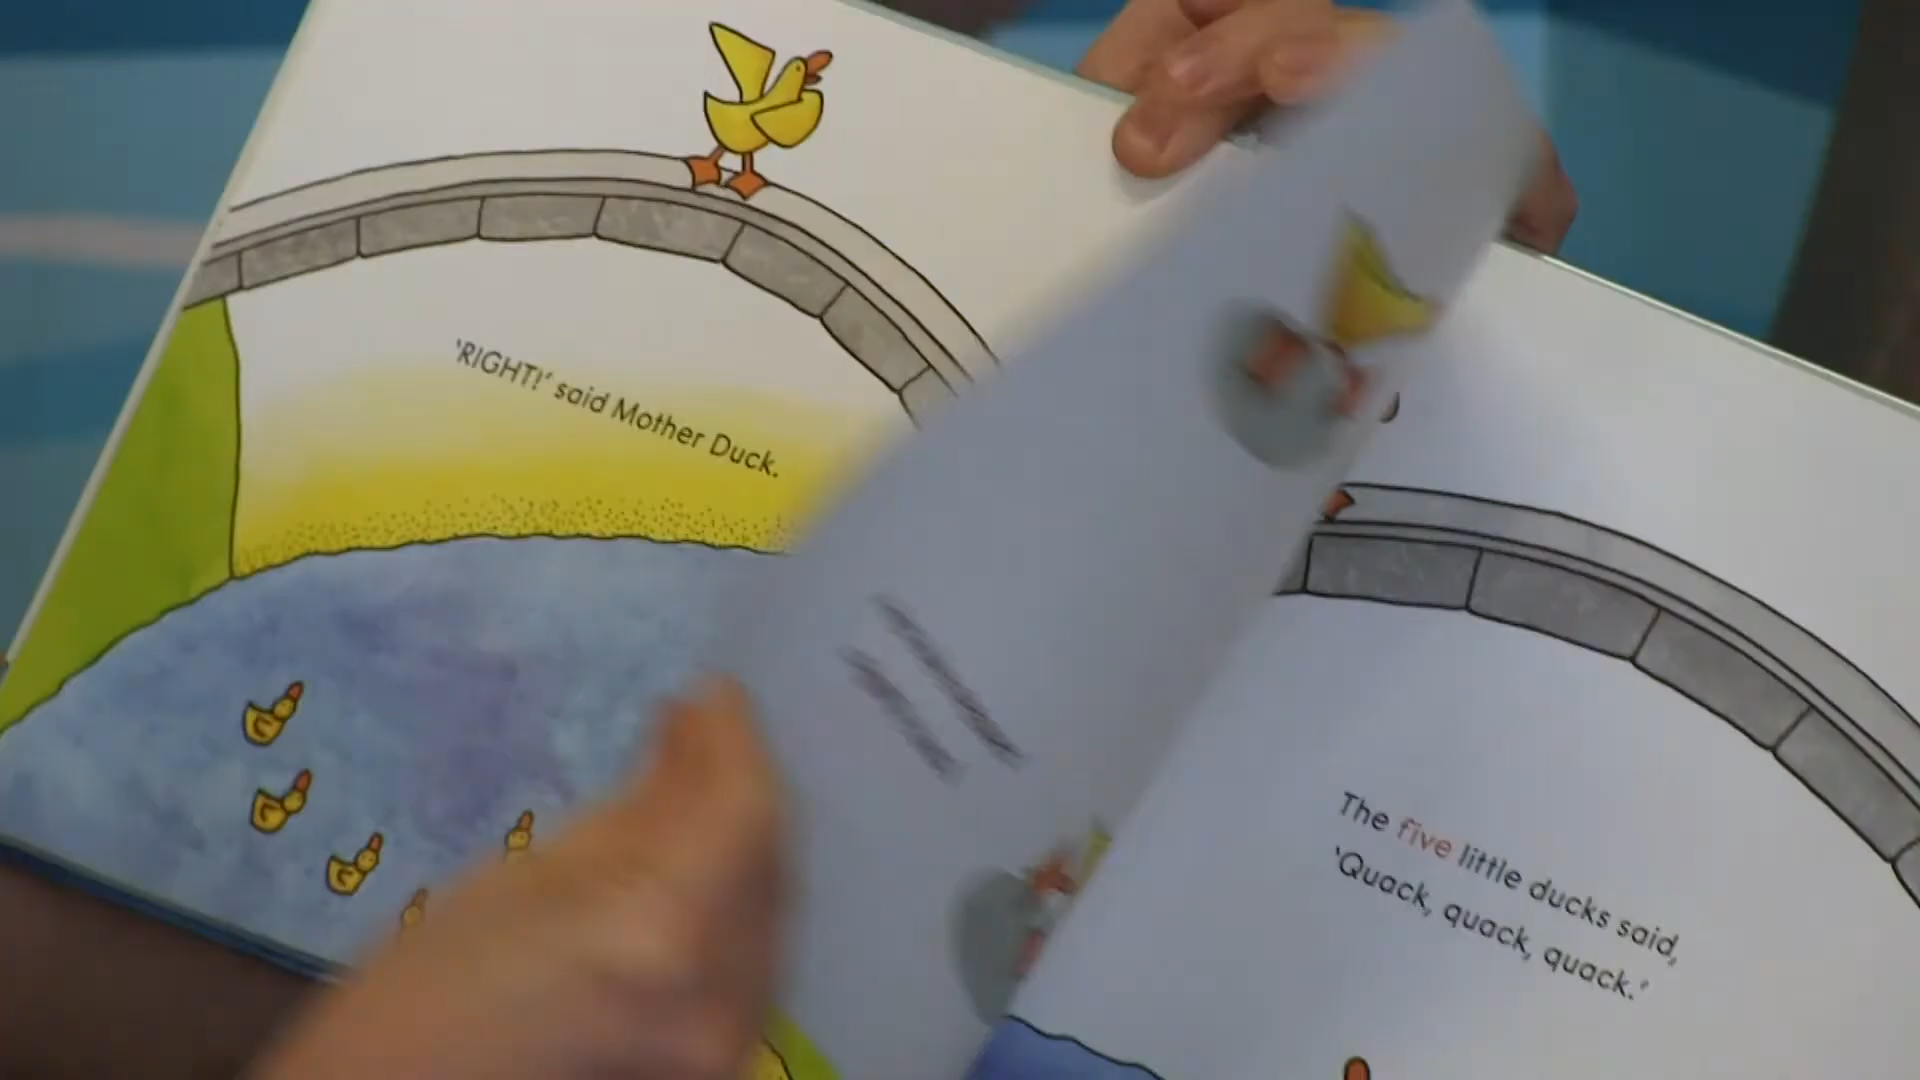 'RIGHT!' said Mother Duck.
The five little ducks said,
'Quack, quack, quack.'